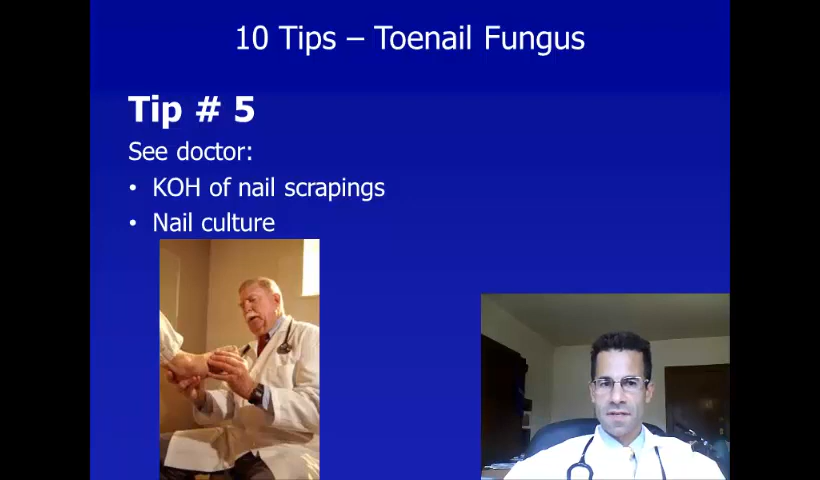 10 Tips – Toenail Fungus
Tip # 5
See doctor:
• KOH of nail scrapings
• Nail culture